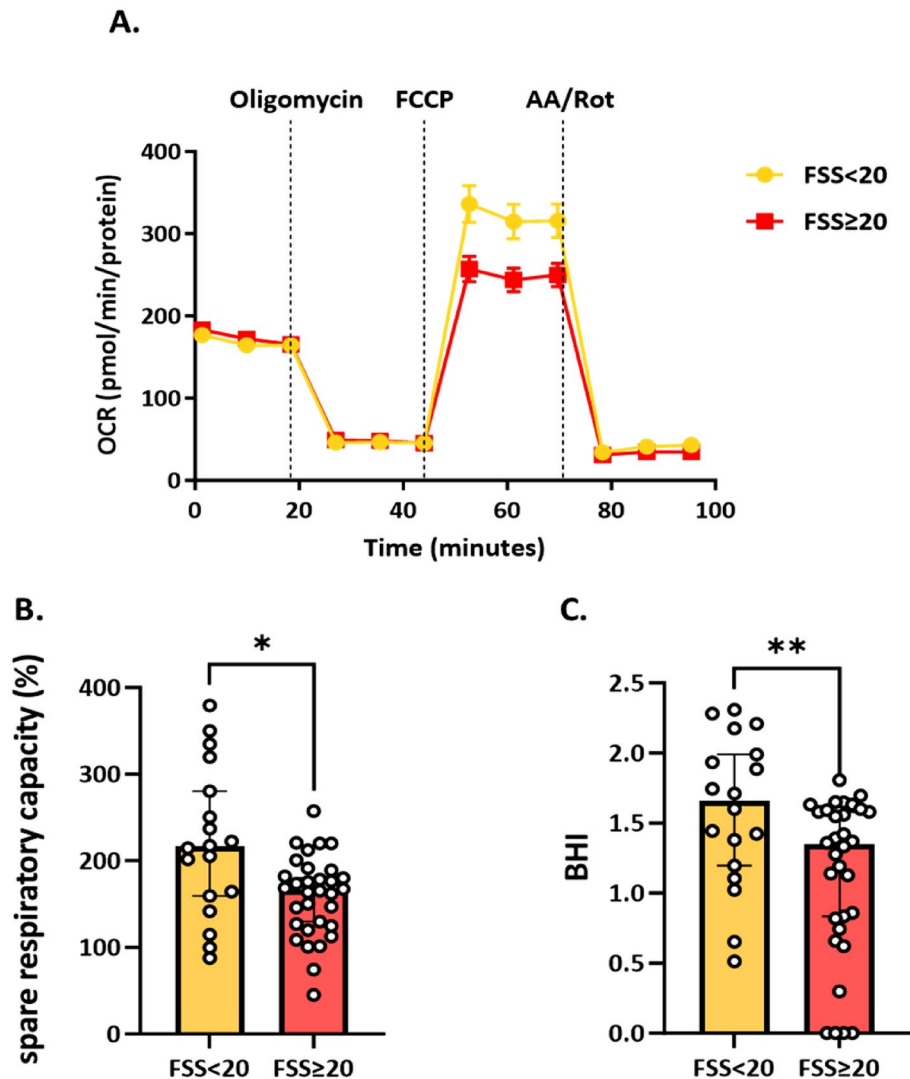 A.
Oligomycin FCCP AA/Rot
OCR (pmol/min/protein)
400
300
200
100
0
0 20 40 60 80 100
Time (minutes)
FSS<20
FSS≥20
B.
spare respiratory capacity (%)
*
400
300
200
100
0
FSS<20 FSS≥20
C.
BHI
**
2.5
2.0
1.5
1.0
0.5
0.0
FSS<20 FSS≥20